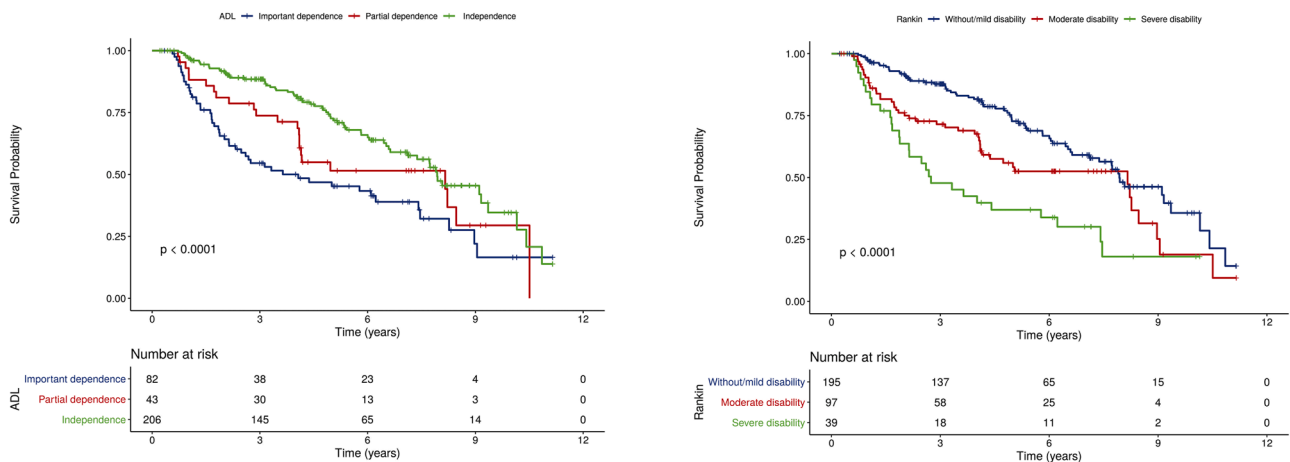 ADL Important dependence Partial dependence Independence
Survival Probability
1.00
0.75
0.50
0.25
0.00
p < 0.0001
0 3 6 9 12
Time (years)
Number at risk
ADL
Important dependence 82 38 23 4 0
Partial dependence 43 30 13 3 0
Independence 206 145 65 14 0
0 3 6 9 12
Time (years)
Rankin Without/mild disability Moderate disability Severe disability
Survival Probability
1.00
0.75
0.50
0.25
0.00
p < 0.0001
0 3 6 9 12
Time (years)
Number at risk
Rankin
Without/mild disability 195 137 65 15 0
Moderate disability 97 58 25 4 0
Severe disability 39 18 11 2 0
0 3 6 9 12
Time (years)